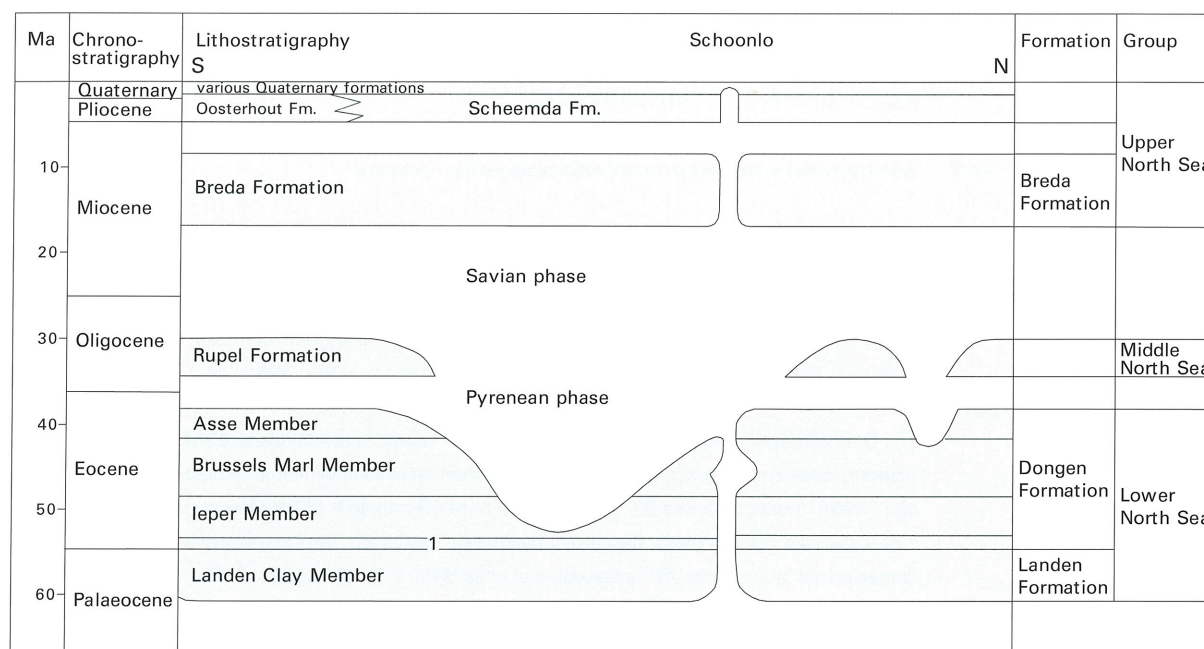 Ma
Chrono-
stratigraphy
Lithostratigraphy
Schoonlo
Formation
Group
S
N
Quaternary
various Quaternary formations
Pliocene
Oosterhout Fm.
Scheemda Fm.
Upper
North Sea
10
Breda Formation
Breda
Formation
Miocene
20
Savian phase
30
Oligocene
Rupel Formation
Middle
North Sea
Pyrenean phase
40
Asse Member
Eocene
Brussels Marl Member
Dongen
Formation
Lower
North Sea
50
Ieper Member
1
Landen Clay Member
Landen
Formation
60
Palaeocene